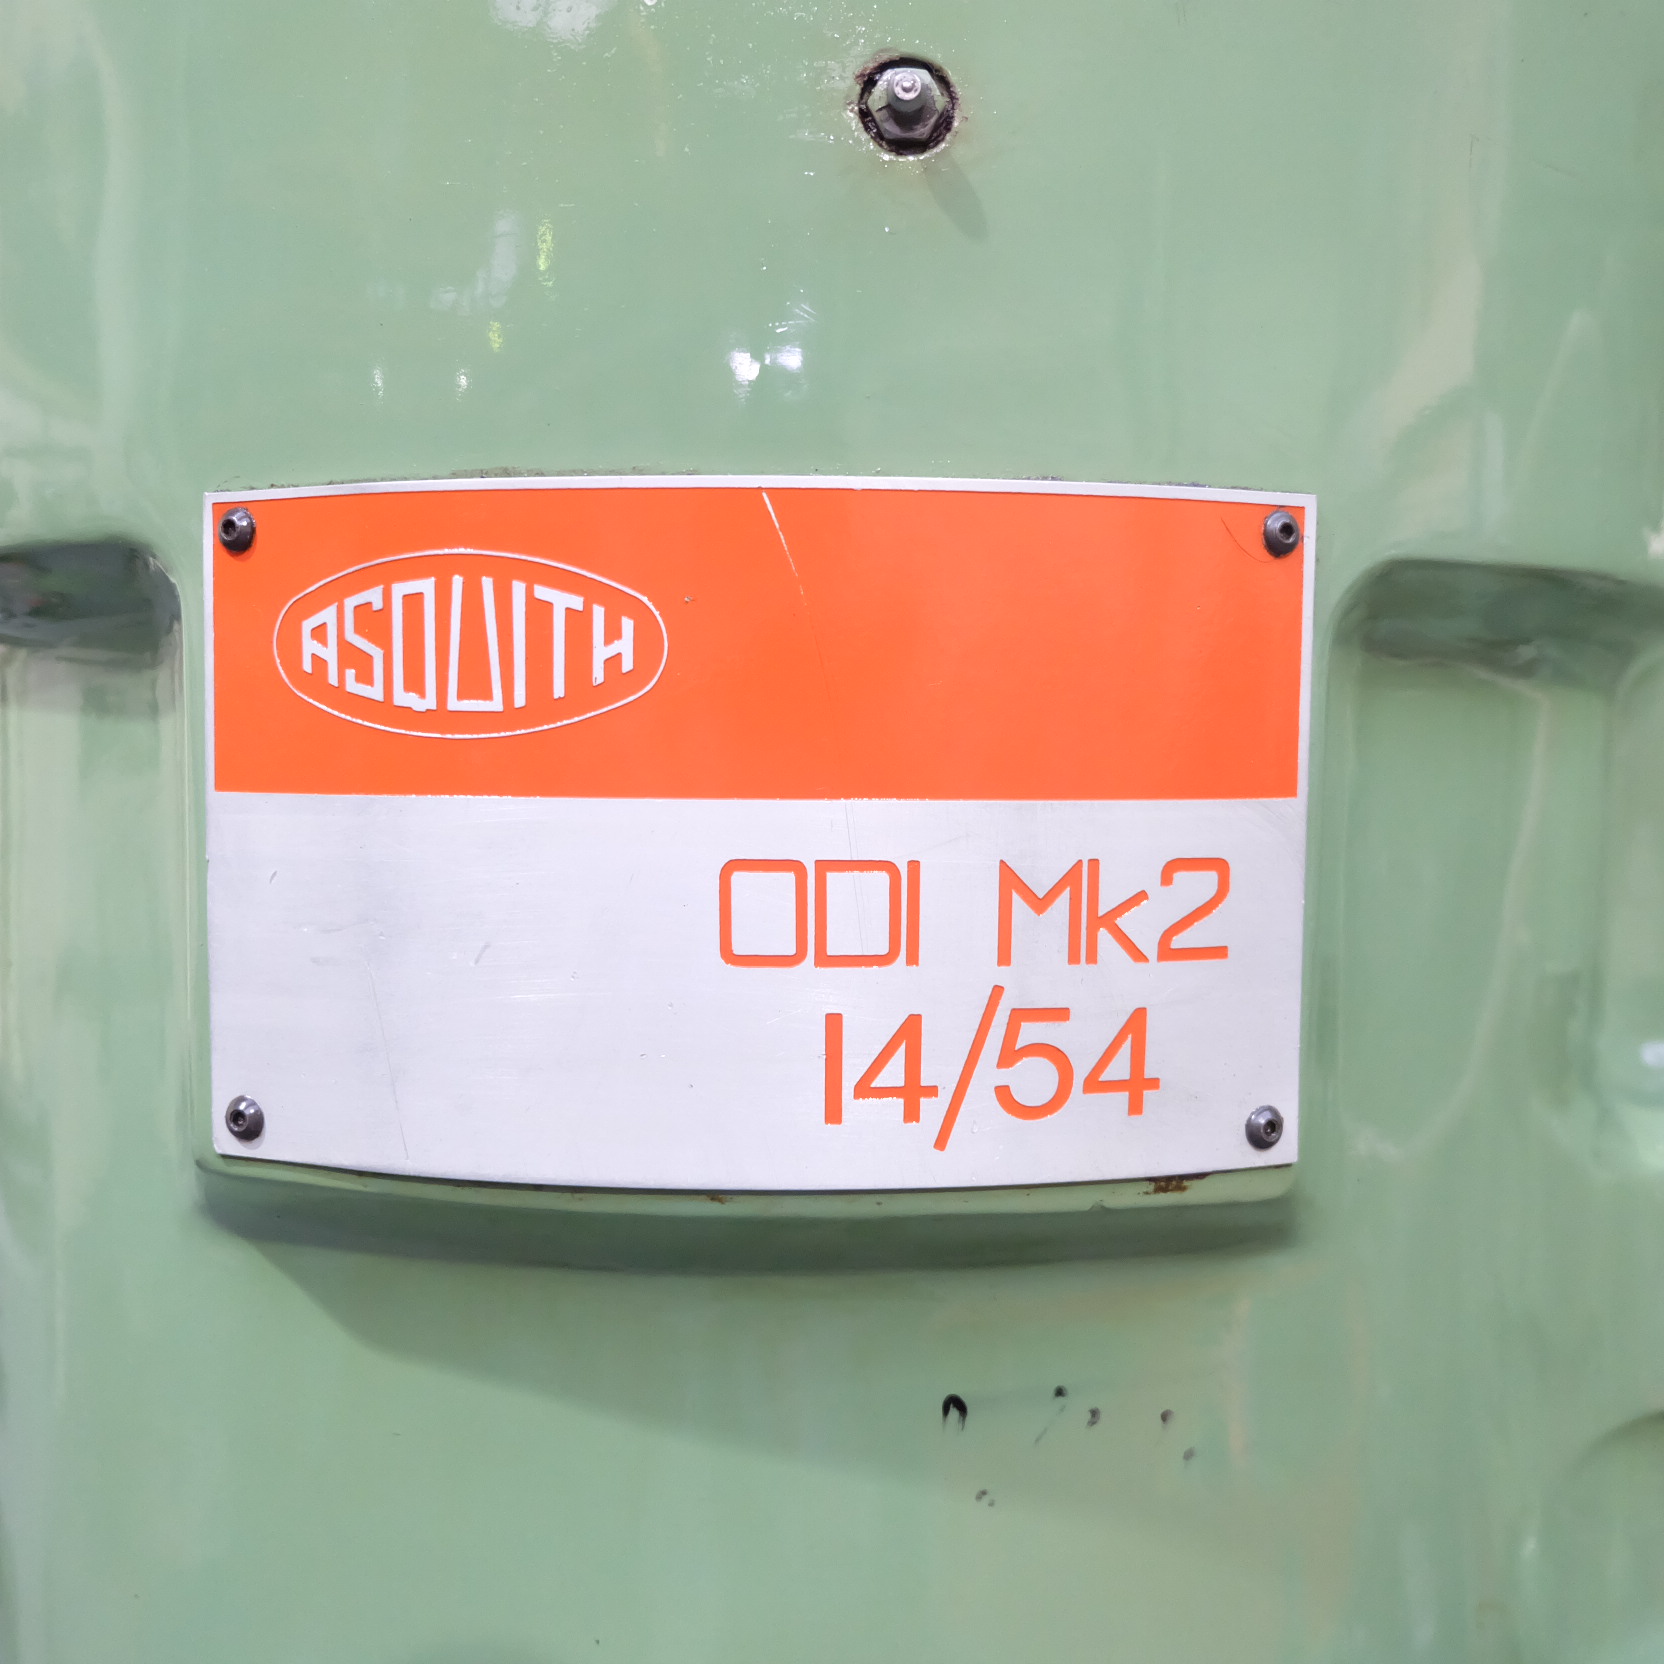 ASQUITH
ODI Mk2
14/54